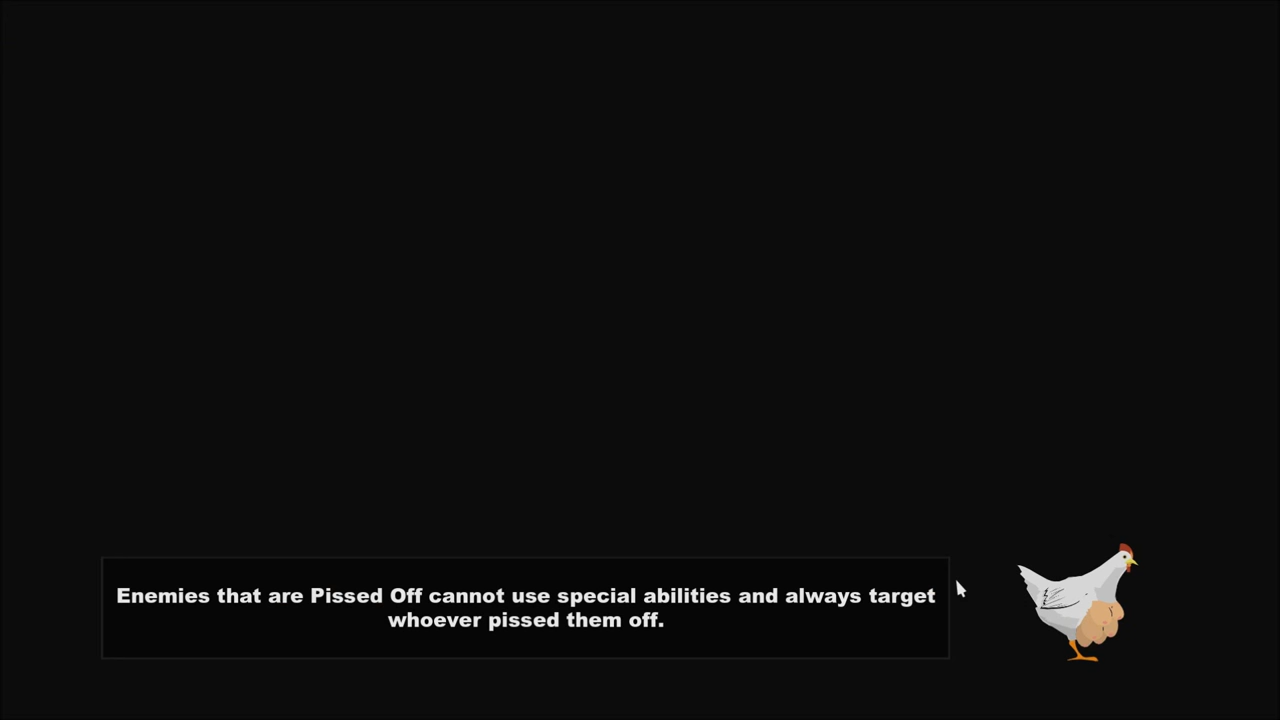 Enemies that are Pissed Off cannot use special abilities and always target
whoever pissed them off.